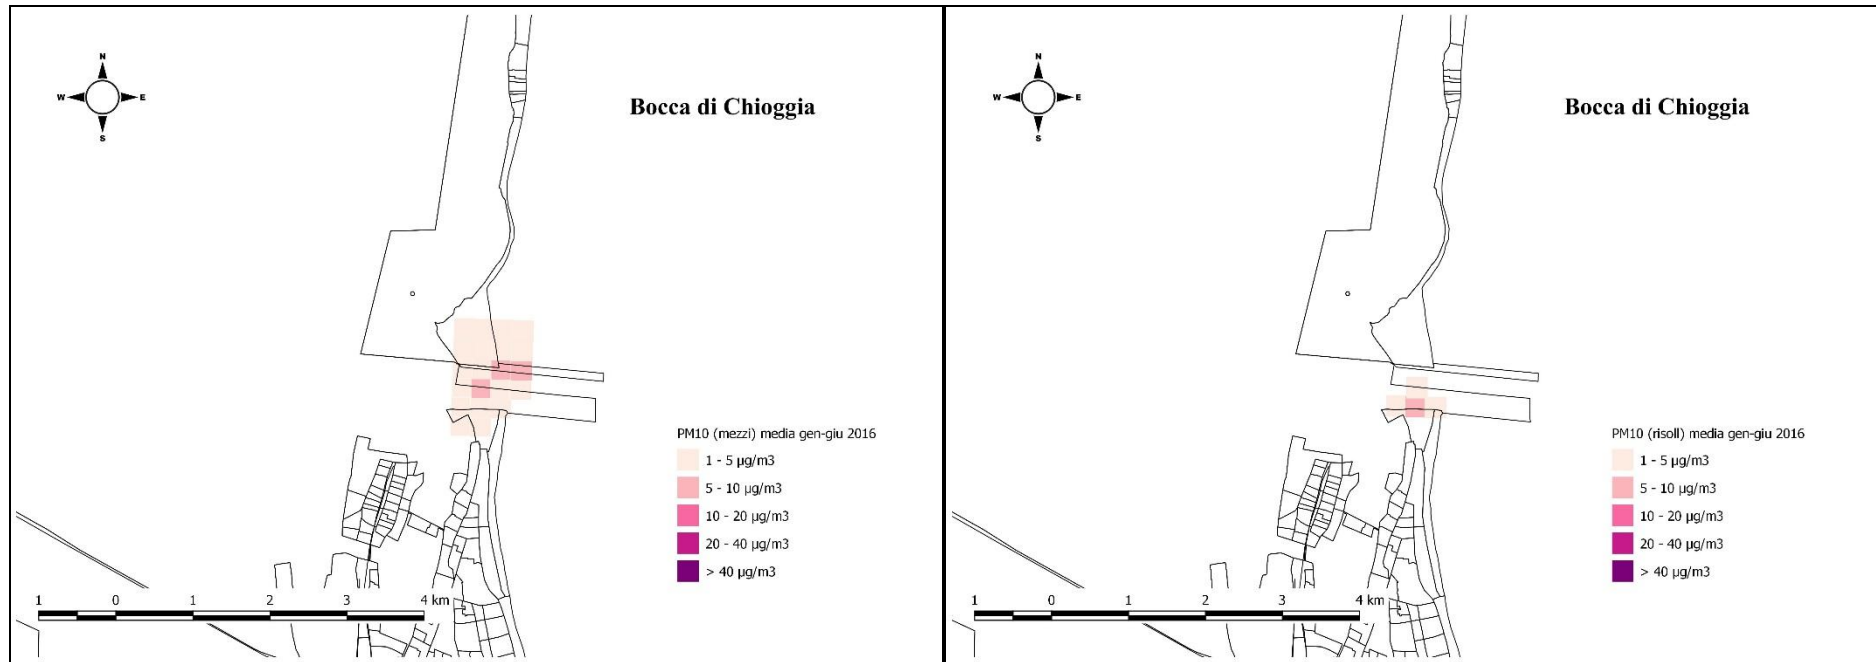 N
W E
S
Bocca di Chioggia
PM10 (mezzi) media gen-giu 2016
1 - 5 µg/m3
5 - 10 µg/m3
10 - 20 µg/m3
20 - 40 µg/m3
> 40 µg/m3
1 0 1 2 3 4 km
N
W E
S
Bocca di Chioggia
PM10 (risoll) media gen-giu 2016
1 - 5 µg/m3
5 - 10 µg/m3
10 - 20 µg/m3
20 - 40 µg/m3
> 40 µg/m3
1 0 1 2 3 4 km